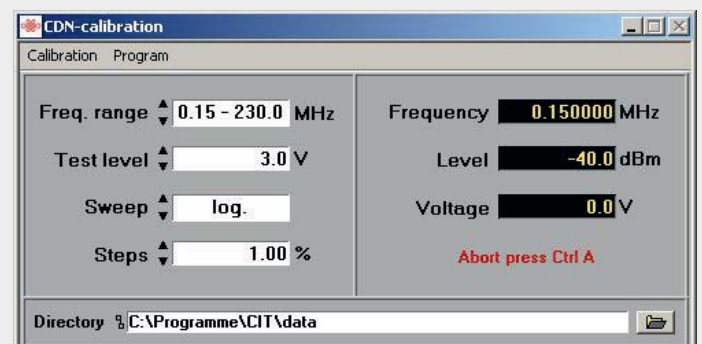 CDN-calibration
Calibration Program
Freq. range 0.15 - 230.0 MHz
Test level 3.0 V
Sweep log.
Steps 1.00 %
Frequency 0.150000 MHz
Level -40.0 dBm
Voltage 0.0 V
Abort press Ctrl A
Directory C:\Programme\CIT\data